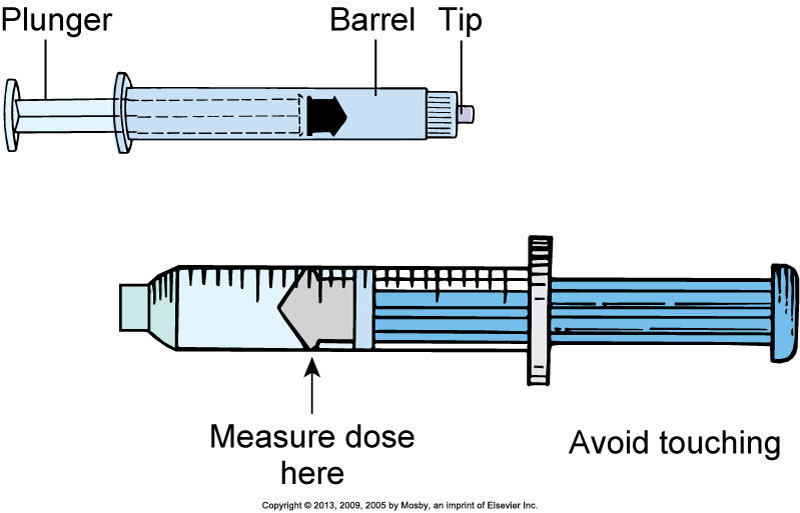 Plunger
Barrel
Tip
Measure dose
here
Avoid touching
Copyright © 2013, 2009, 2005 by Mosby, an imprint of Elsevier Inc.